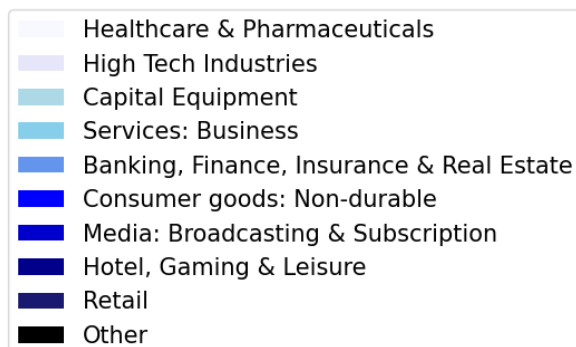 Healthcare & Pharmaceuticals
High Tech Industries
Capital Equipment
Services: Business
Banking, Finance, Insurance & Real Estate
Consumer goods: Non-durable
Media: Broadcasting & Subscription
Hotel, Gaming & Leisure
Retail
Other